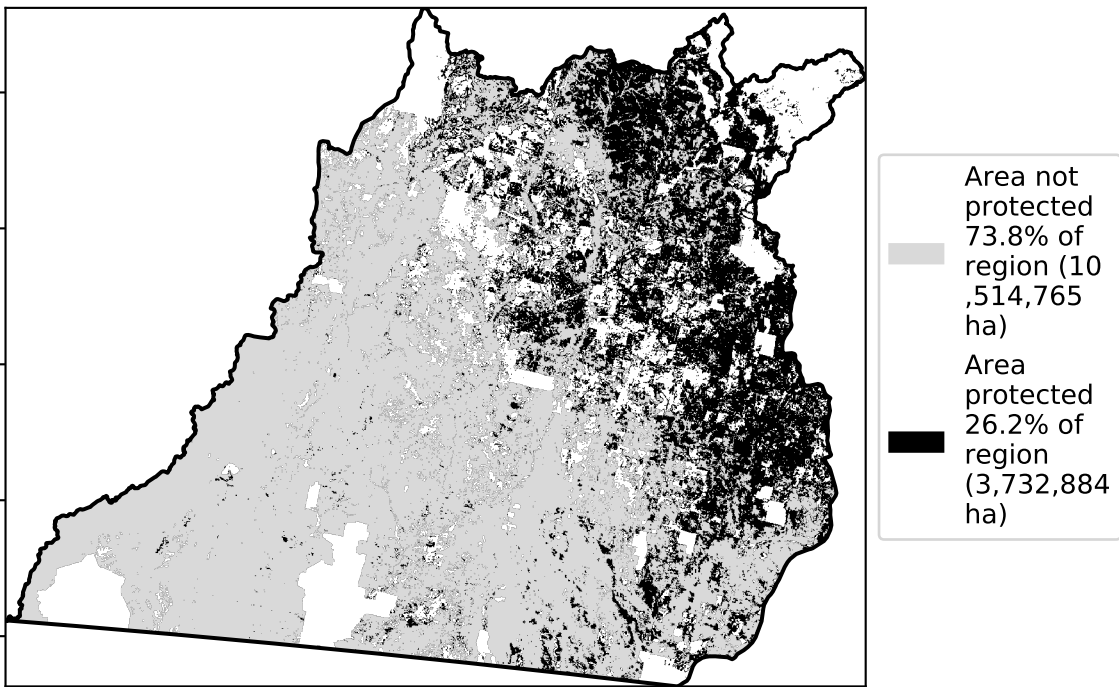 Area not
protected
73.8% of
region (10
,514,765
ha)
Area
protected
26.2% of
region
(3,732,884
ha)